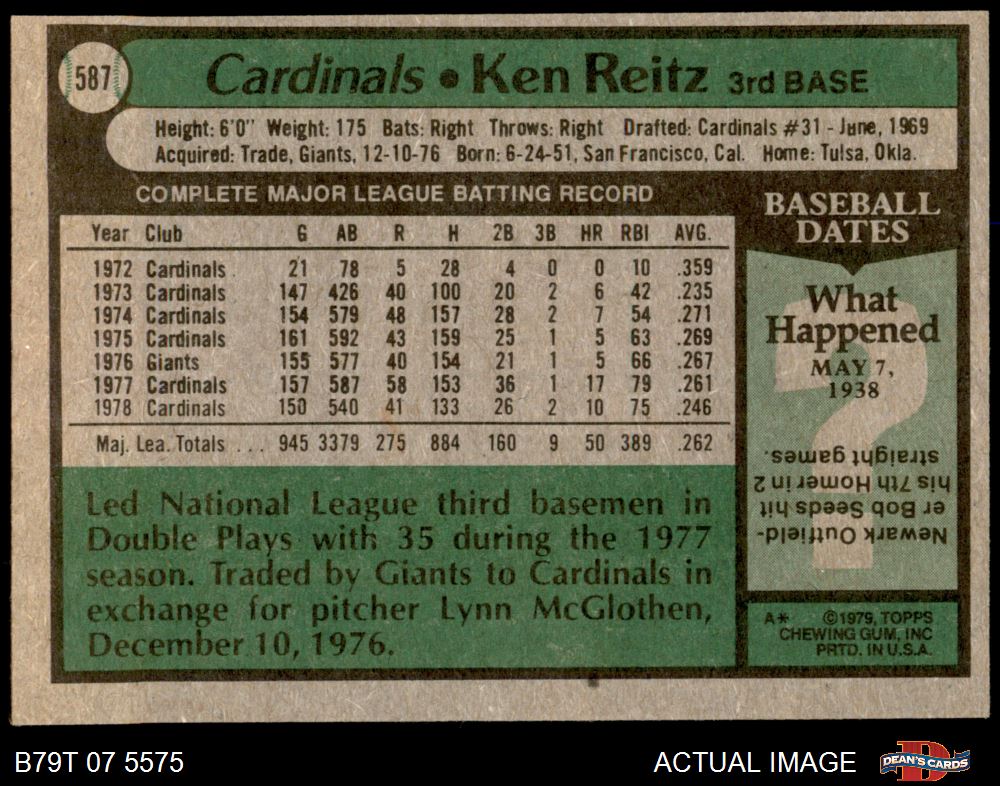 587
Cardinals • Ken Reitz 3rd BASE
Height: 6'0" Weight: 175 Bats: Right Throws: Right Drafted: Cardinals #31 - June, 1969
Acquired: Trade, Giants, 12-10-76 Born: 6-24-51, San Francisco, Cal. Home: Tulsa, Okla.
COMPLETE MAJOR LEAGUE BATTING RECORD
Year Club G AB R H 2B 3B HR RBI AVG.
1972 Cardinals 21 78 5 28 4 0 0 10 .359
1973 Cardinals 147 426 40 100 20 2 6 42 .235
1974 Cardinals 154 579 48 157 28 2 7 54 .271
1975 Cardinals 161 592 43 159 25 1 5 63 .269
1976 Giants 155 577 40 154 21 1 5 66 .267
1977 Cardinals 157 587 58 153 36 1 17 79 .261
1978 Cardinals 150 540 41 133 26 2 10 75 .246
Maj. Lea. Totals ... 945 3379 275 884 160 9 50 389 .262
Led National League third basemen in
Double Plays with 35 during the 1977
season. Traded by Giants to Cardinals in
exchange for pitcher Lynn McGlothen,
December 10, 1976.
BASEBALL
DATES
What
Happened
MAY 7,
1938
?
Newark Outfield-
er Bob Seeds hit
his 7th Homer in 2
straight games.
A* ©1979, TOPPS
CHEWING GUM, INC
PRTD. IN U.S.A.
B79T 07 5575
ACTUAL IMAGE
D
DEAN'S CARDS